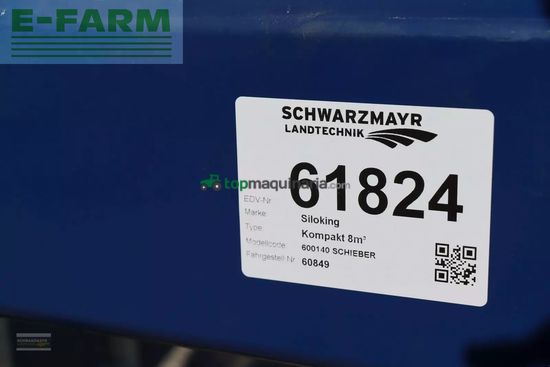 E-FARM
SCHWARZMAYR
LANDTECHNIK
61824
topmaquinaria.com
EDV-Nr.
Marke: Siloking
Type: Kompakt 8m³
Modellcode: 600140 SCHIEBER
Fahrgestell-Nr. 60849
SCHWARZMAYR